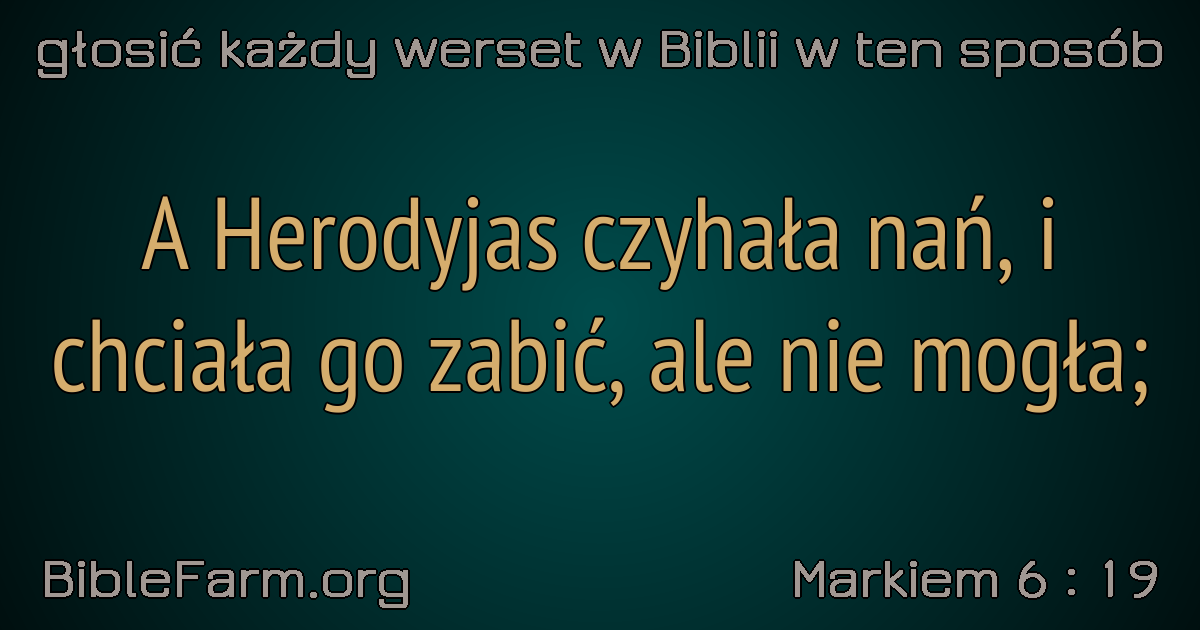 głosić każdy werset w Biblii w ten sposób
A Herodyjas czyhała nań, i
chciała go zabić, ale nie mogła;
BibleFarm.org
Markiem 6 : 19